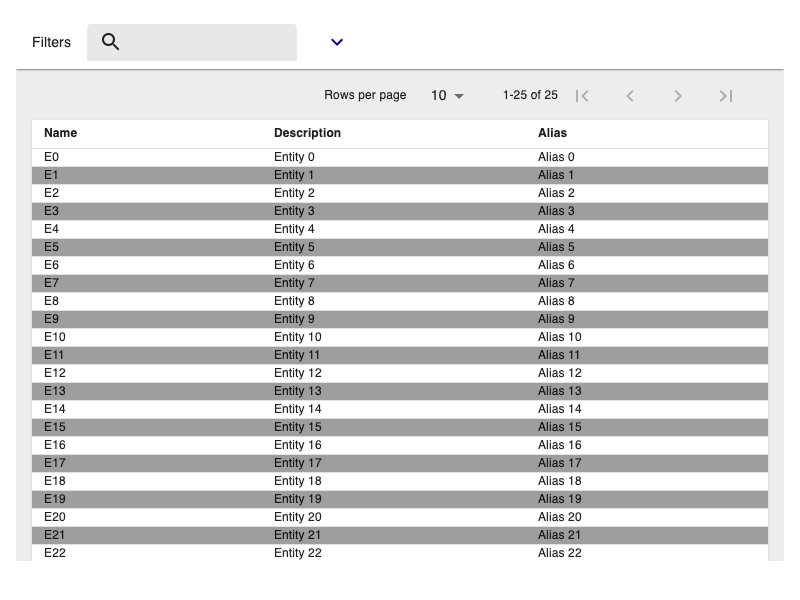 Filters
Rows per page 10 1-25 of 25
Name Description Alias
E0 Entity 0 Alias 0
E1 Entity 1 Alias 1
E2 Entity 2 Alias 2
E3 Entity 3 Alias 3
E4 Entity 4 Alias 4
E5 Entity 5 Alias 5
E6 Entity 6 Alias 6
E7 Entity 7 Alias 7
E8 Entity 8 Alias 8
E9 Entity 9 Alias 9
E10 Entity 10 Alias 10
E11 Entity 11 Alias 11
E12 Entity 12 Alias 12
E13 Entity 13 Alias 13
E14 Entity 14 Alias 14
E15 Entity 15 Alias 15
E16 Entity 16 Alias 16
E17 Entity 17 Alias 17
E18 Entity 18 Alias 18
E19 Entity 19 Alias 19
E20 Entity 20 Alias 20
E21 Entity 21 Alias 21
E22 Entity 22 Alias 22